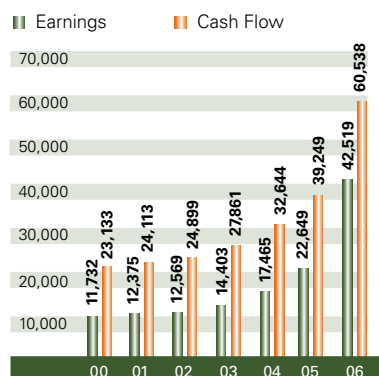 Earnings Cash Flow
70,000
60,000
50,000
40,000
30,000
20,000
10,000
11,732 23,133 12,375 24,113 12,569 24,899 14,403 27,861 17,465 32,644 22,649 39,249 42,519 60,538
00 01 02 03 04 05 06